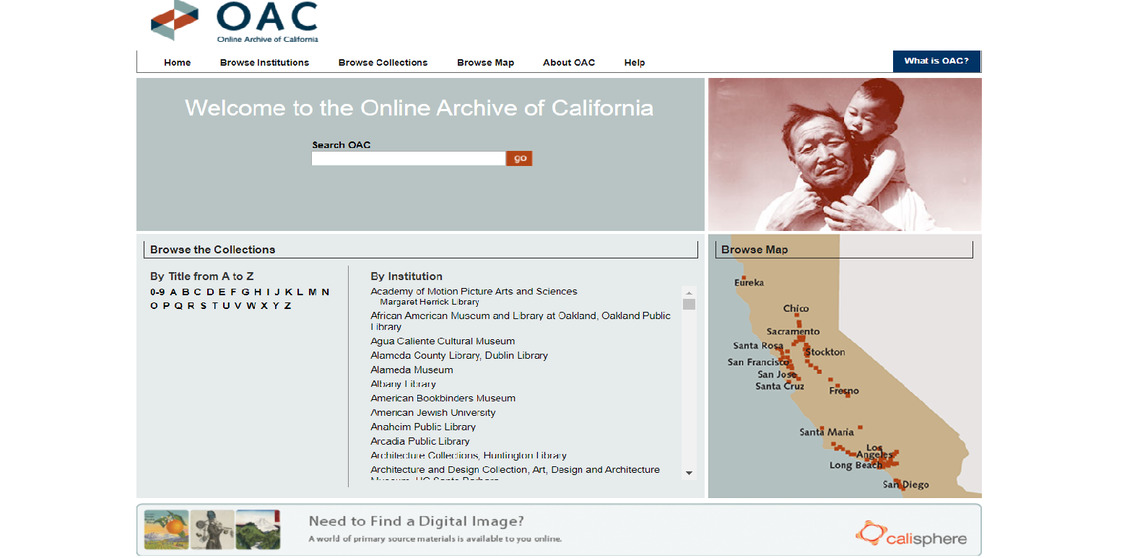 OAC
Online Archive of California
Home Browse Institutions Browse Collections Browse Map About OAC Help What is OAC?
Welcome to the Online Archive of California
Search OAC
go
Browse the Collections
By Title from A to Z
0-9 A B C D E F G H I J K L M N
O P Q R S T U V W X Y Z
By Institution
Academy of Motion Picture Arts and Sciences
Margaret Herrick Library
African American Museum and Library at Oakland, Oakland Public
Library
Agua Caliente Cultural Museum
Alameda County Library, Dublin Library
Alameda Museum
Albany Library
American Bookbinders Museum
American Jewish University
Anaheim Public Library
Arcadia Public Library
Architecture Collections, Huntington Library
Architecture and Design Collection, Art, Design and Architecture
Museum, UC Santa Barbara
Browse Map
Eureka
Chico
Sacramento
Santa Rosa
Stockton
San Francisco
San Jose
Santa Cruz
Fresno
Santa Maria
Los
Angeles
Long Beach
San Diego
Need to Find a Digital Image?
A world of primary source materials is available to you online.
calisphere